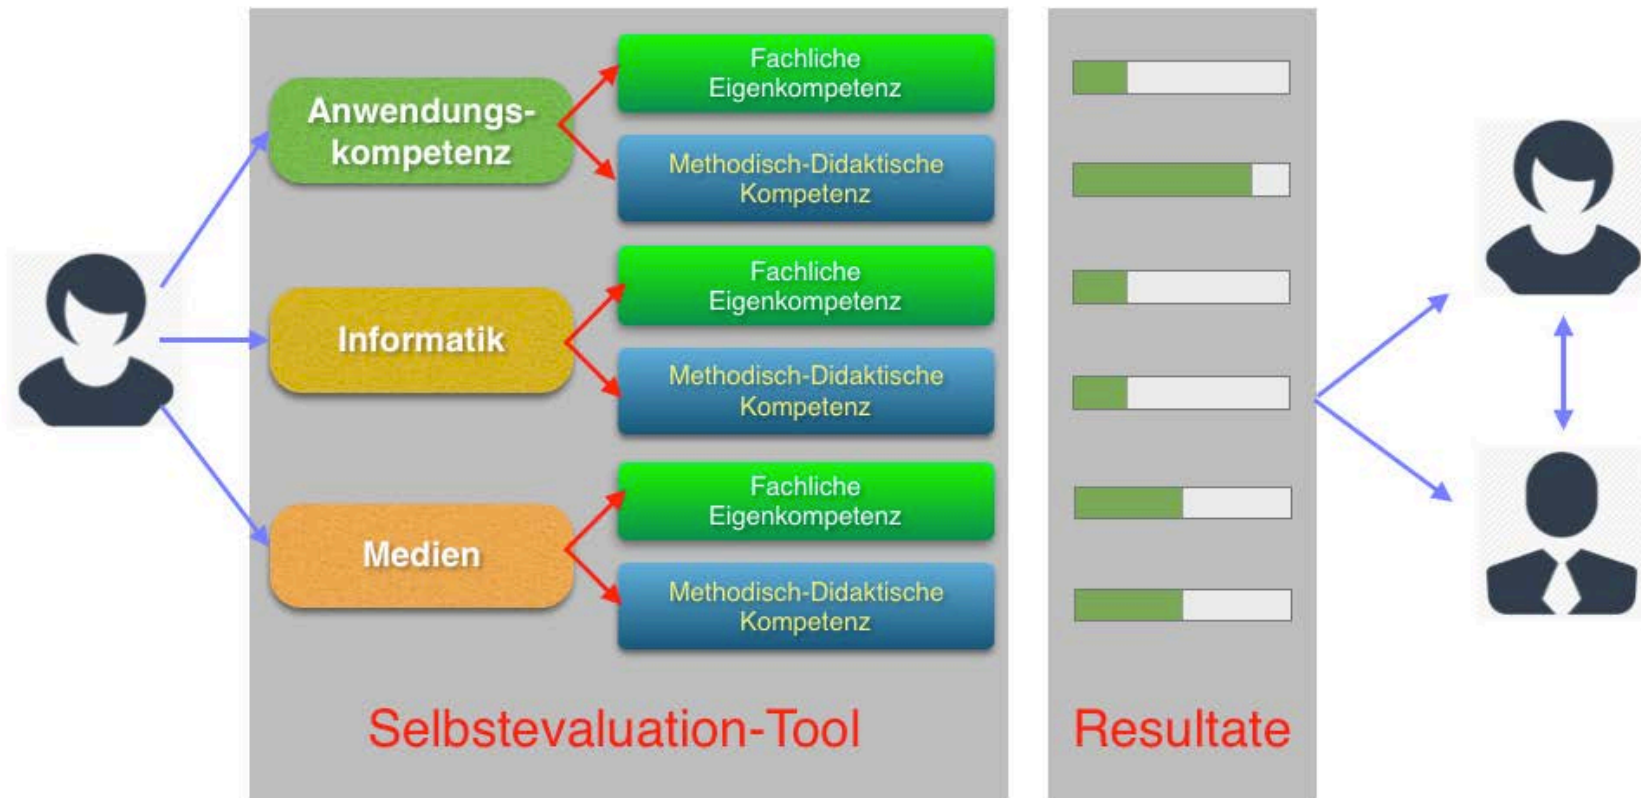 Anwendungs-
kompetenz
Fachliche
Eigenkompetenz
Methodisch-Didaktische
Kompetenz
Informatik
Fachliche
Eigenkompetenz
Methodisch-Didaktische
Kompetenz
Medien
Fachliche
Eigenkompetenz
Methodisch-Didaktische
Kompetenz
Selbstevaluation-Tool
Resultate